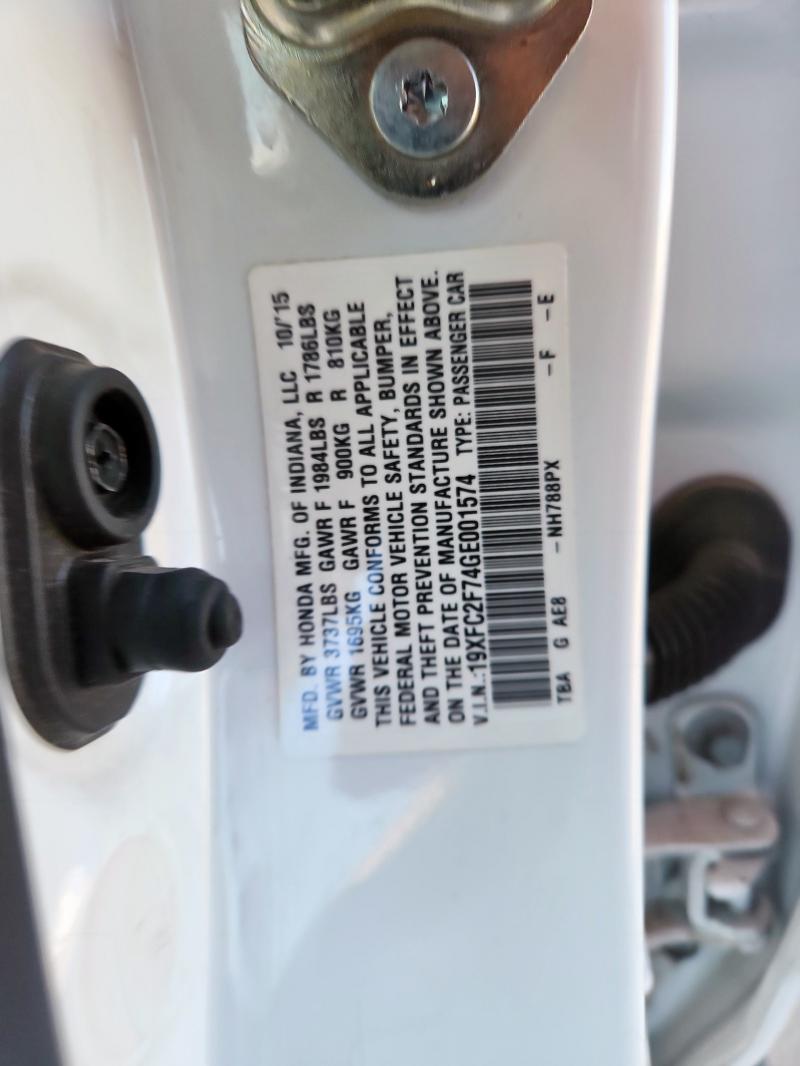 MFD. BY HONDA MFG. OF INDIANA, LLC 10/'15
GVWR 3737LBS GAWR F 1984LBS R 1786LBS
GVWR 1695KG GAWR F 900KG R 810KG
THIS VEHICLE CONFORMS TO ALL APPLICABLE
FEDERAL MOTOR VEHICLE SAFETY, BUMPER,
AND THEFT PREVENTION STANDARDS IN EFFECT
ON THE DATE OF MANUFACTURE SHOWN ABOVE.
V.I.N.:19XFC2F74GE001574 TYPE: PASSENGER CAR
TBA G AE8 -NH788PX -F -E